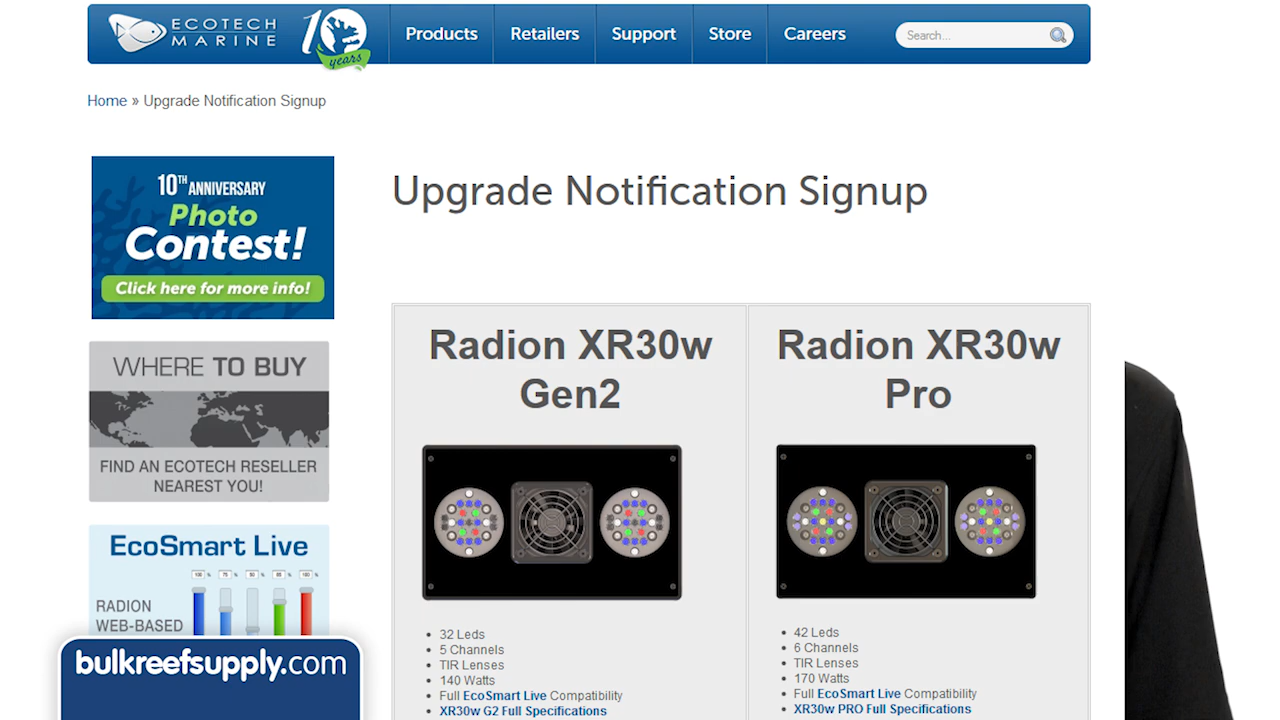 ECOTECH
MARINE
10
years
Products
Retailers
Support
Store
Careers
Search...
Home » Upgrade Notification Signup
10TH ANNIVERSARY
Photo
Contest!
Click here for more info!
WHERE TO BUY
FIND AN ECOTECH RESELLER
NEAREST YOU!
EcoSmart Live
RADION
WEB-BASED
bulkreefsupply.com
Upgrade Notification Signup
Radion XR30w
Gen2
32 Leds
5 Channels
TIR Lenses
140 Watts
Full EcoSmart Live Compatibility
XR30w G2 Full Specifications
Radion XR30w
Pro
42 Leds
6 Channels
TIR Lenses
170 Watts
Full EcoSmart Live Compatibility
XR30w PRO Full Specifications